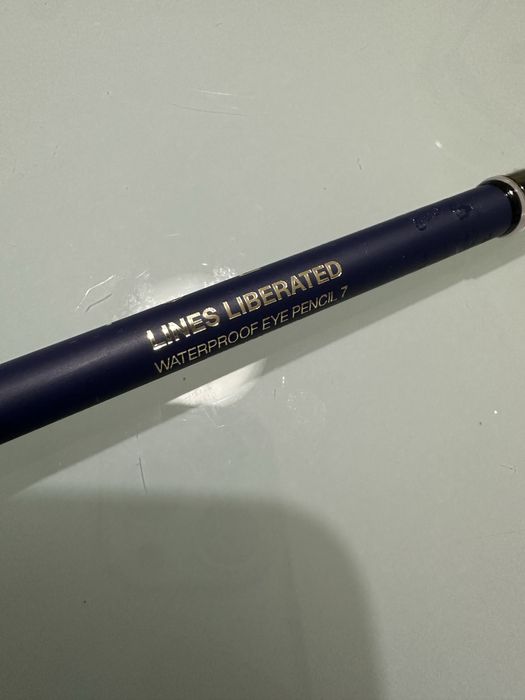 LINES LIBERATED
WATERPROOF EYE PENCIL 7